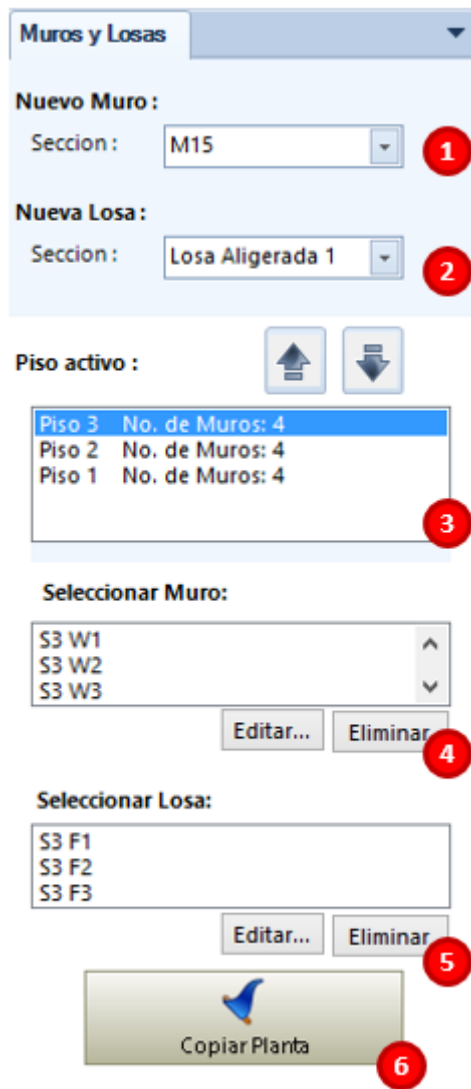 Muros y Losas
Nuevo Muro :
Seccion : M15
1
Nueva Losa :
Seccion : Losa Aligerada 1
2
Piso activo :
Piso 3 No. de Muros: 4
Piso 2 No. de Muros: 4
Piso 1 No. de Muros: 4
3
Seleccionar Muro:
S3 W1
S3 W2
S3 W3
Editar... Eliminar
4
Seleccionar Losa:
S3 F1
S3 F2
S3 F3
Editar... Eliminar
5
Copiar Planta
6